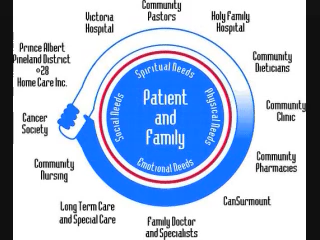 Community
Pastors
Victoria
Hospital
Holy Family
Hospital
Prince Albert
Pineland District
#28
Home Care Inc.
Community
Dieticians
Spiritual Needs
Social Needs
Physical Needs
Emotional Needs
Patient
and
Family
Community
Clinic
Cancer
Society
Community
Pharmacies
Community
Nursing
CanSurmount
Long Term Care
and Special Care
Family Doctor
and Specialists